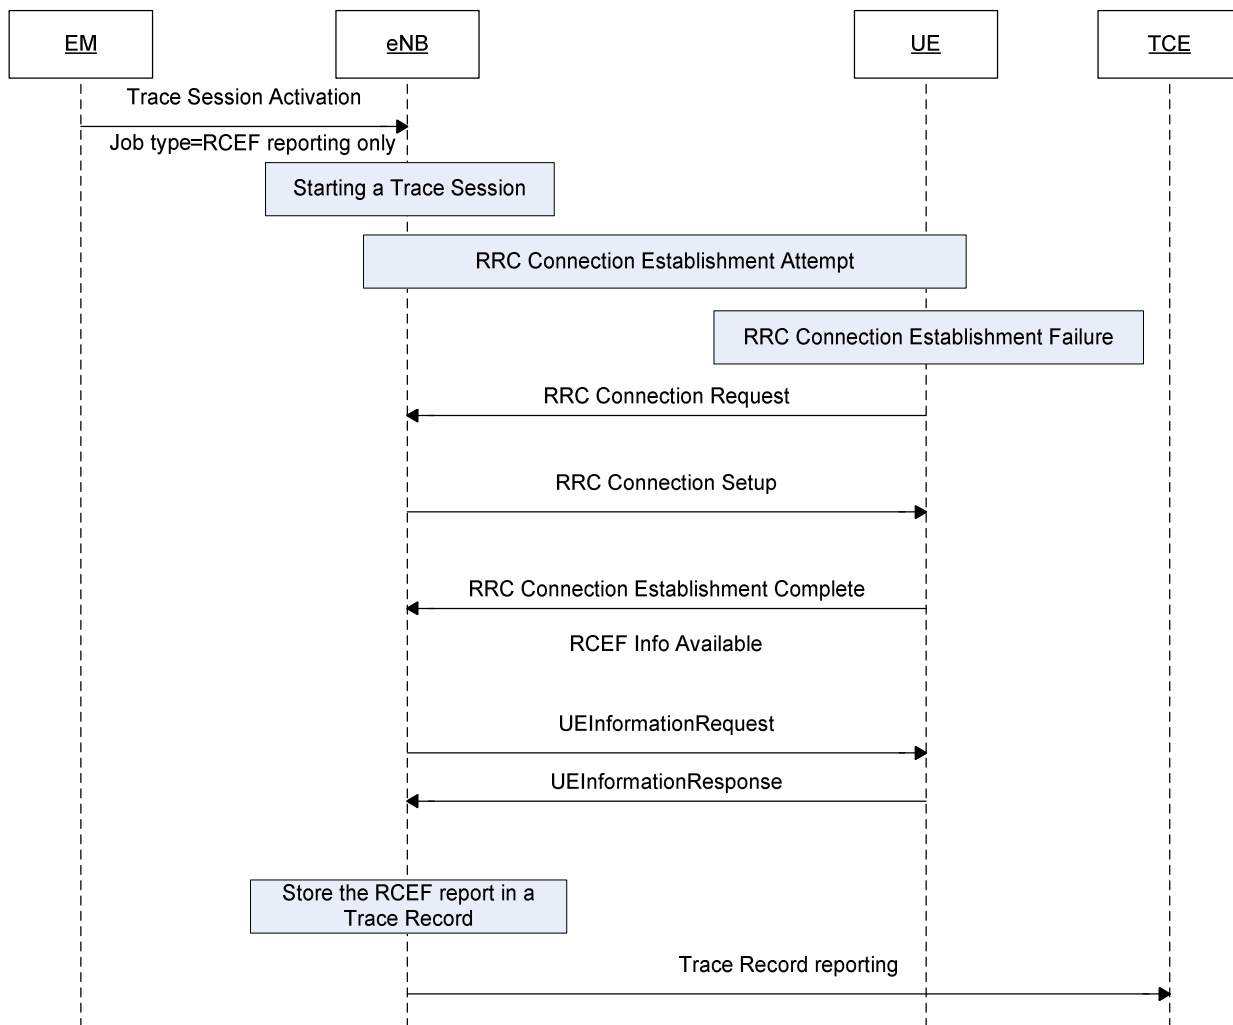 EM
eNB
UE
TCE
Trace Session Activation
Job type=RCEF reporting only
Starting a Trace Session
RRC Connection Establishment Attempt
RRC Connection Establishment Failure
RRC Connection Request
RRC Connection Setup
RRC Connection Establishment Complete
RCEF Info Available
UEInformationRequest
UEInformationResponse
Store the RCEF report in a
Trace Record
Trace Record reporting